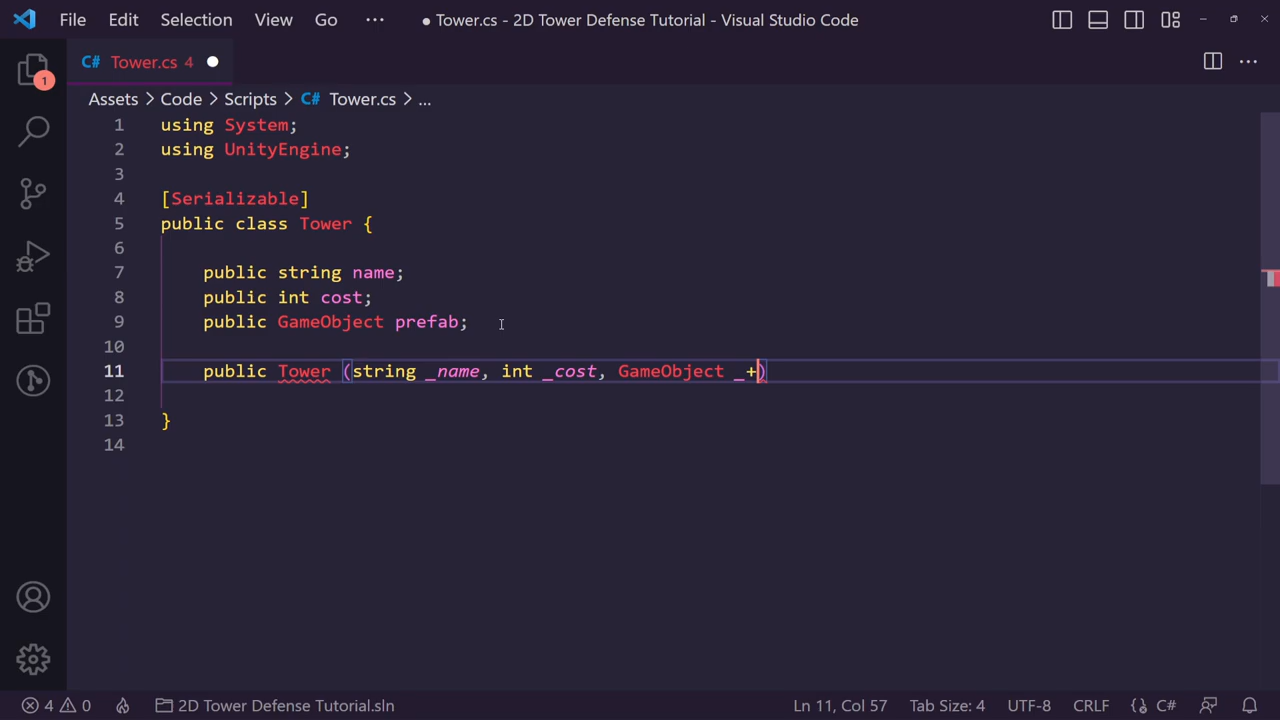 File Edit Selection View Go ··· ● Tower.cs - 2D Tower Defense Tutorial - Visual Studio Code
C# Tower.cs 4
Assets > Code > Scripts > C# Tower.cs > ...
1 using System;
2 using UnityEngine;
3
4 [Serializable]
5 public class Tower {
6
7 public string name;
8 public int cost;
9 public GameObject prefab;
10
11 public Tower (string _name, int _cost, GameObject _+)
12
13 }
14
1
4 0 2D Tower Defense Tutorial.sln Ln 11, Col 57 Tab Size: 4 UTF-8 CRLF {} C#